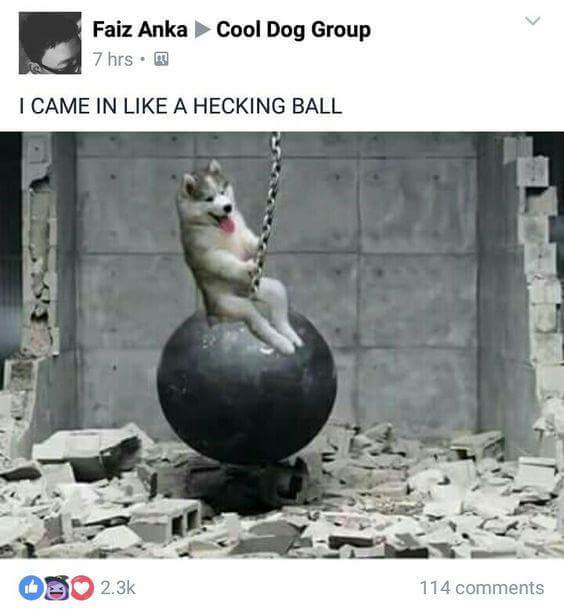 Faiz Anka ▶ Cool Dog Group
7 hrs •
I CAME IN LIKE A HECKING BALL
2.3k
114 comments